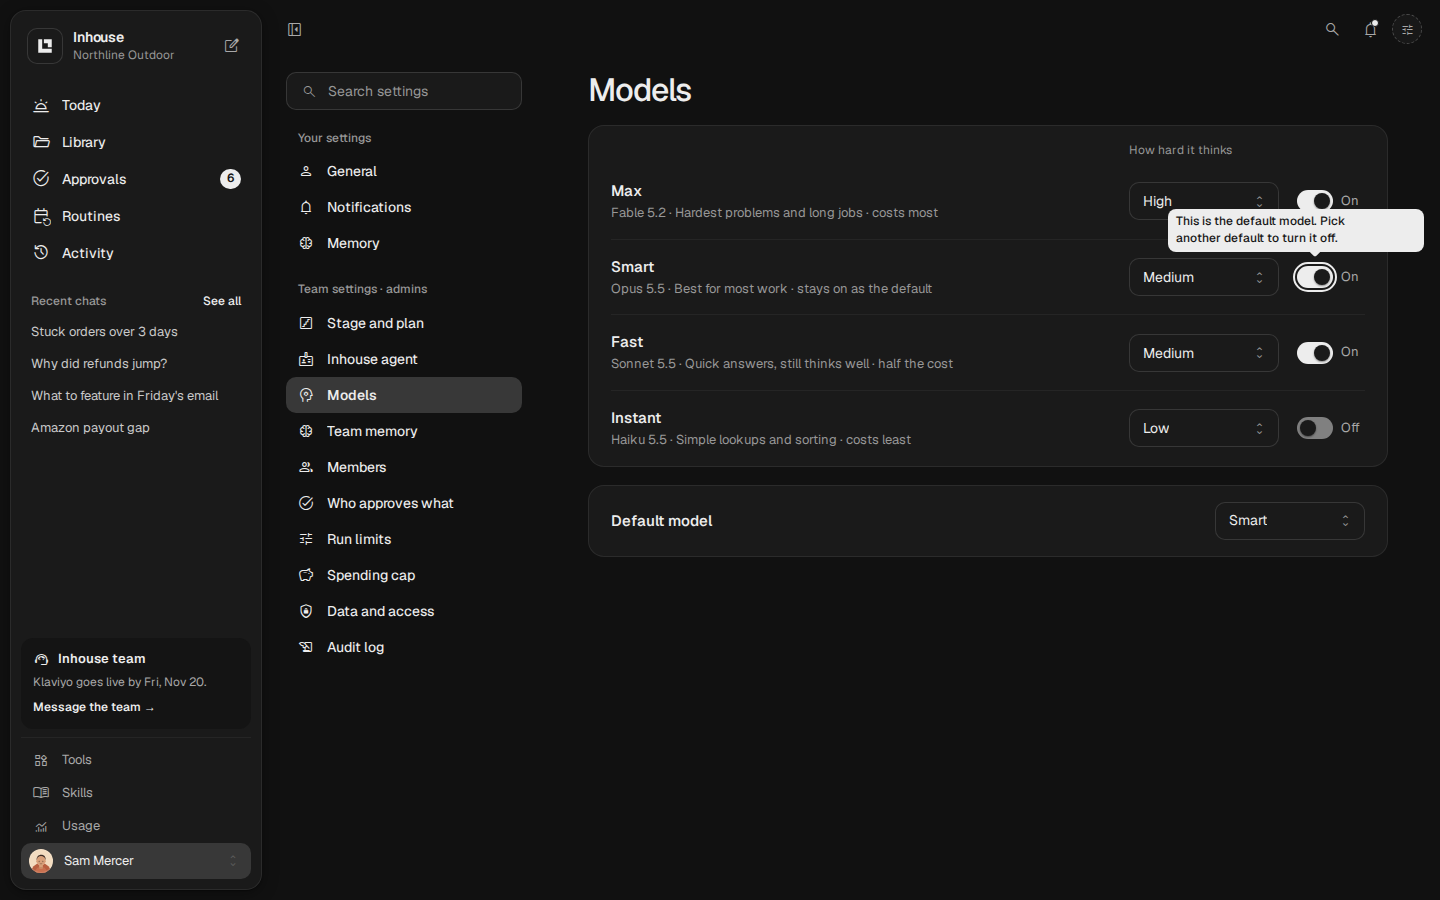 Inhouse
Northline Outdoor
Today
Library
Approvals
6
Routines
Activity
Recent chats
See all
Stuck orders over 3 days
Why did refunds jump?
What to feature in Friday's email
Amazon payout gap
Inhouse team
Klaviyo goes live by Fri, Nov 20.
Message the team →
Tools
Skills
Usage
Sam Mercer
Search settings
Your settings
General
Notifications
Memory
Team settings · admins
Stage and plan
Inhouse agent
Models
Team memory
Members
Who approves what
Run limits
Spending cap
Data and access
Audit log
Models
How hard it thinks
Max
Fable 5.2 · Hardest problems and long jobs · costs most
High
On
This is the default model. Pick
another default to turn it off.
Smart
Opus 5.5 · Best for most work · stays on as the default
Medium
On
Fast
Sonnet 5.5 · Quick answers, still thinks well · half the cost
Medium
On
Instant
Haiku 5.5 · Simple lookups and sorting · costs least
Low
Off
Default model
Smart